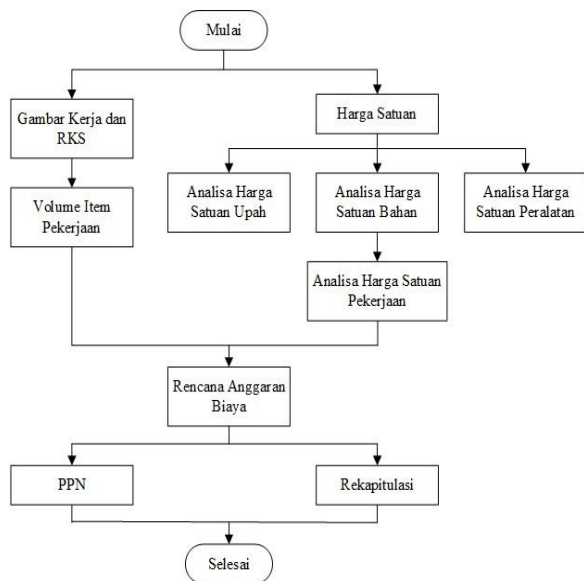 Mulai
Gambar Kerja dan
RKS
Harga Satuan
Volume Item
Pekerjaan
Analisa Harga
Satuan Upah
Analisa Harga
Satuan Bahan
Analisa Harga
Satuan Peralatan
Analisa Harga Satuan
Pekerjaan
Rencana Anggaran
Biaya
PPN
Rekapitulasi
Selesai